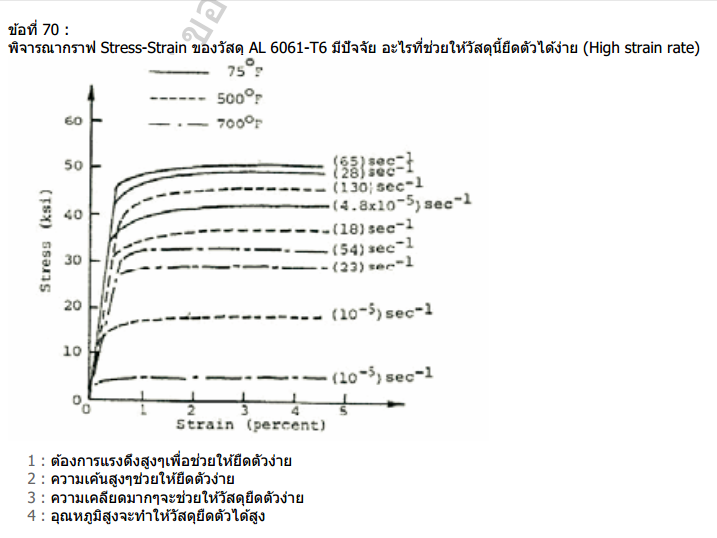 ขอ
ข้อที่ 70 :
พิจารณากราฟ Stress-Strain ของวัสดุ AL 6061-T6 มีปัจจัย อะไรที่ช่วยให้วัสดุนี้ยืดตัวได้ง่าย (High strain rate)
75°F
500°F
700°F
60
50
40
30
20
10
0
Stress (ksi)
(65)sec⁻¹
(28)sec⁻¹
(130)sec⁻¹
(4.8x10⁻⁵)sec⁻¹
(18)sec⁻¹
(54)sec⁻¹
(23)sec⁻¹
(10⁻⁵)sec⁻¹
(10⁻⁵)sec⁻¹
0 1 2 3 4 5
Strain (percent)
1 : ต้องการแรงดึงสูงๆเพื่อช่วยให้ยืดตัวง่าย
2 : ความเค้นสูงๆช่วยให้ยืดตัวง่าย
3 : ความเคลียดมากๆจะช่วยให้วัสดุยืดตัวง่าย
4 : อุณหภูมิสูงจะทำให้วัสดุยืดตัวได้สูง